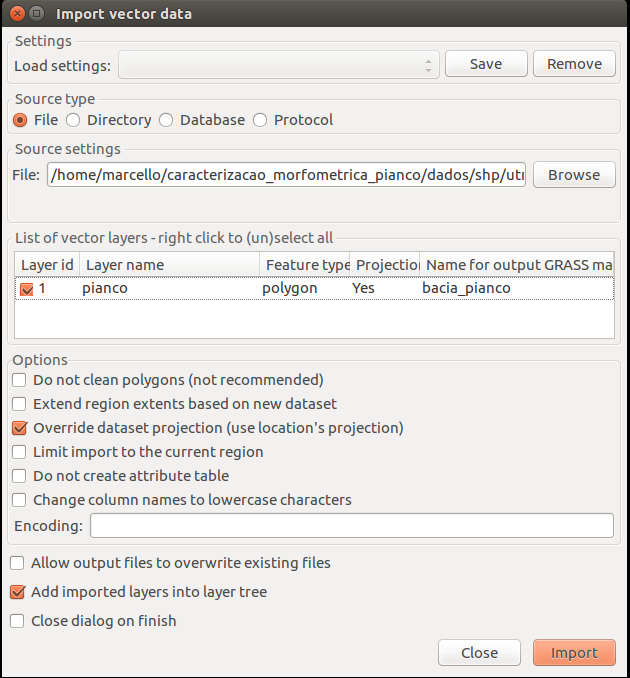 Import vector data
Settings
Load settings: Save Remove
Source type
File Directory Database Protocol
Source settings
File: /home/marcello/caracterizacao_morfometrica_pianco/dados/shp/utm Browse
List of vector layers - right click to (un)select all
Layer id Layer name Feature type Projection Name for output GRASS ma
1 pianco polygon Yes bacia_pianco
Options
Do not clean polygons (not recommended)
Extend region extents based on new dataset
Override dataset projection (use location's projection)
Limit import to the current region
Do not create attribute table
Change column names to lowercase characters
Encoding:
Allow output files to overwrite existing files
Add imported layers into layer tree
Close dialog on finish
Close Import